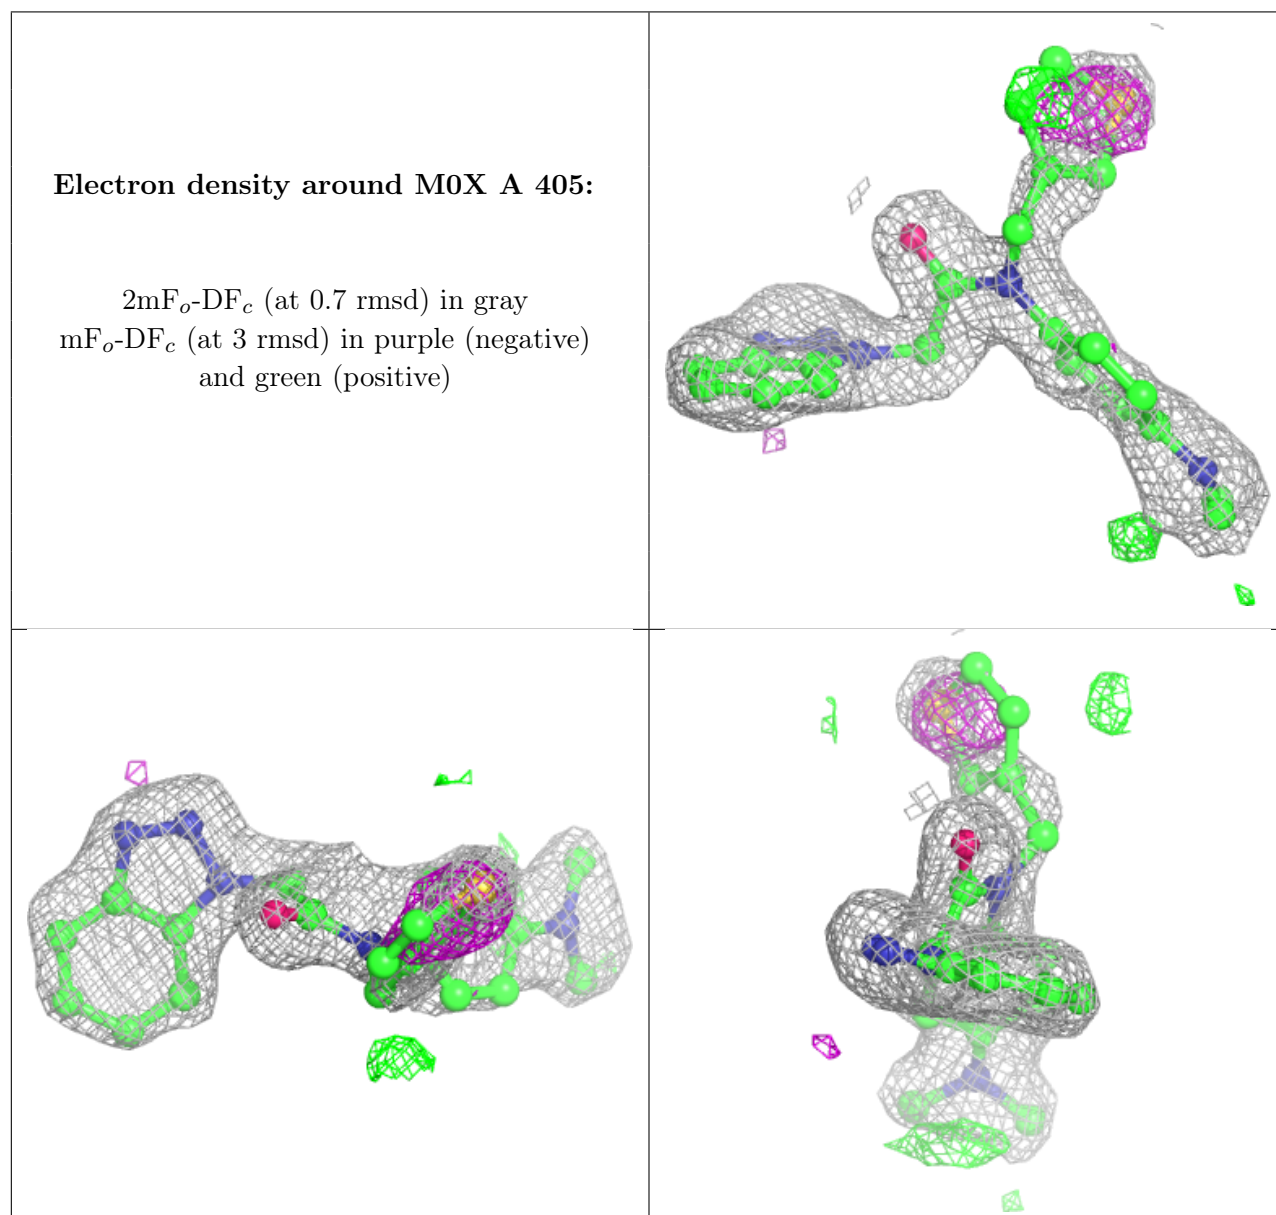 Electron density around M0X A 405:
2mFo-DFc (at 0.7 rmsd) in gray
mFo-DFc (at 3 rmsd) in purple (negative)
and green (positive)